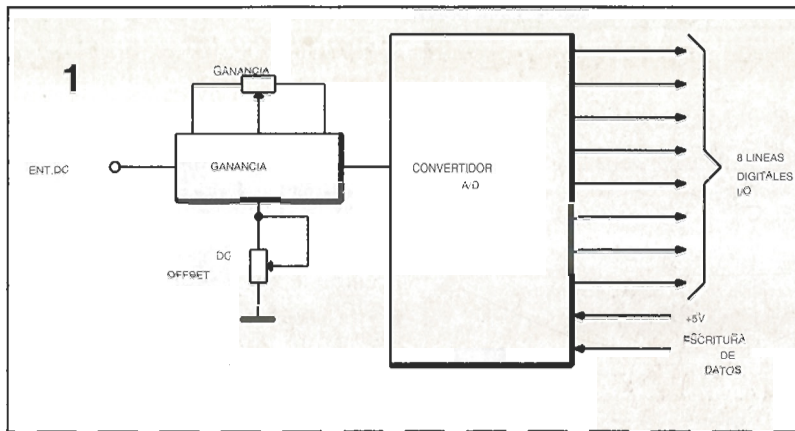 1
GANANCIA
ENT.DC
GANANCIA
CONVERTIDOR
A/D
8 LINEAS
DIGITALES
I/O
DC
OFFSET
+5V
ESCRITURA
DE
DATOS